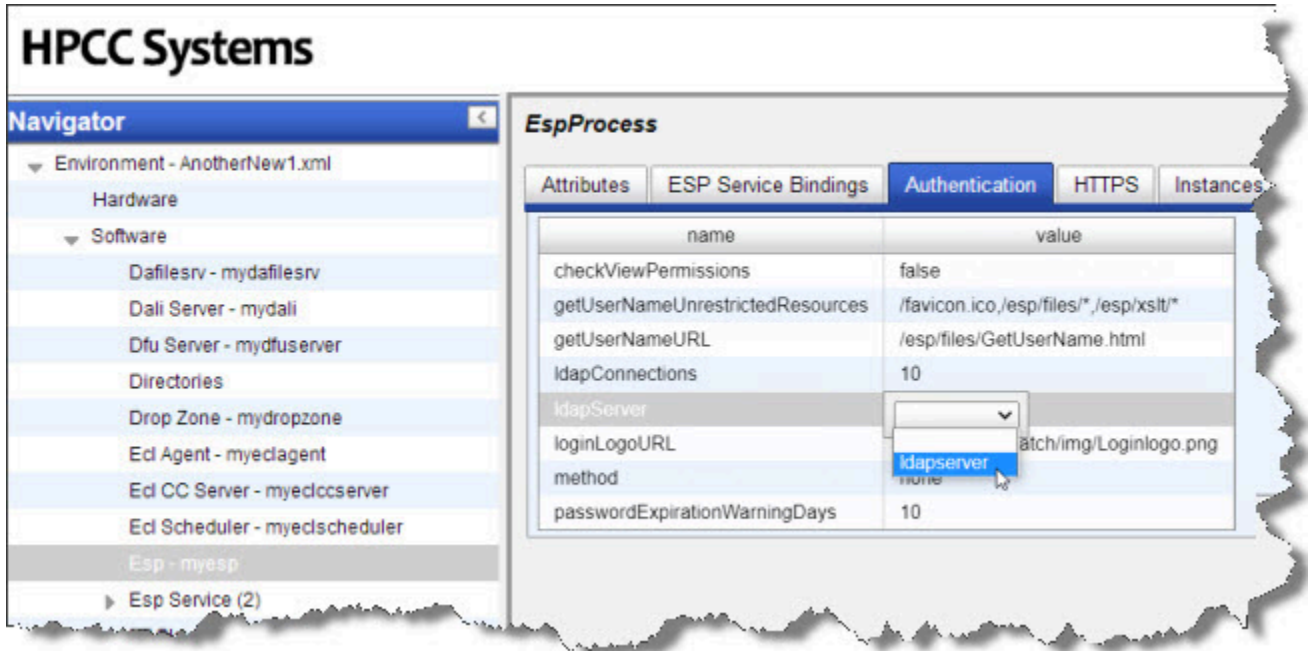 HPCC Systems
Navigator
Environment - AnotherNew1.xml
Hardware
Software
Dafilesrv - mydafilesrv
Dali Server - mydali
Dfu Server - mydfuserver
Directories
Drop Zone - mydropzone
Ecl Agent - myeclagent
Ecl CC Server - myeclccserver
Ecl Scheduler - myeclscheduler
Esp - myesp
Esp Service (2)
EspProcess
Attributes ESP Service Bindings Authentication HTTPS Instances
name value
checkViewPermissions false
getUserNameUnrestrictedResources /favicon.ico,/esp/files/*,/esp/xslt/*
getUserNameURL /esp/files/GetUserName.html
ldapConnections 10
ldapServer
loginLogoURL atch/img/Loginlogo.png
ldapserver
method none
passwordExpirationWarningDays 10